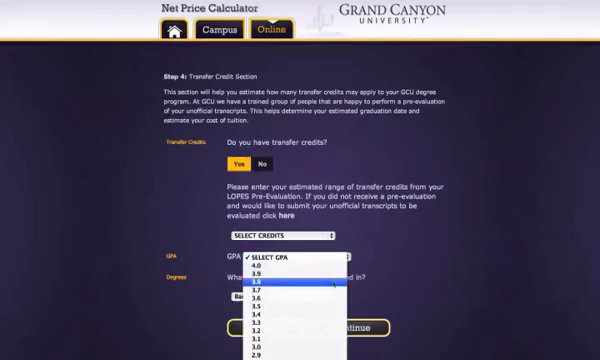 Net Price Calculator
GRAND CANYON
UNIVERSITY
Campus
Online
Step 4: Transfer Credit Section
This section will help you estimate how many transfer credits may apply to your GCU degree
program. At GCU we have a trained group of people that are happy to perform a pre-evaluation
of your unofficial transcripts. This helps determine your estimated graduation date and
estimate your cost of tuition.
Transfer Credits
Do you have transfer credits?
Yes
No
Please enter your estimated range of transfer credits from your
LOPES Pre-Evaluation. If you did not receive a pre-evaluation
and would like to submit your unofficial transcripts to be
evaluated click here
SELECT CREDITS
GPA
GPA
SELECT GPA
4.0
3.9
3.8
3.7
3.6
3.5
3.4
3.3
3.2
3.1
3.0
2.9
Degrees
in?